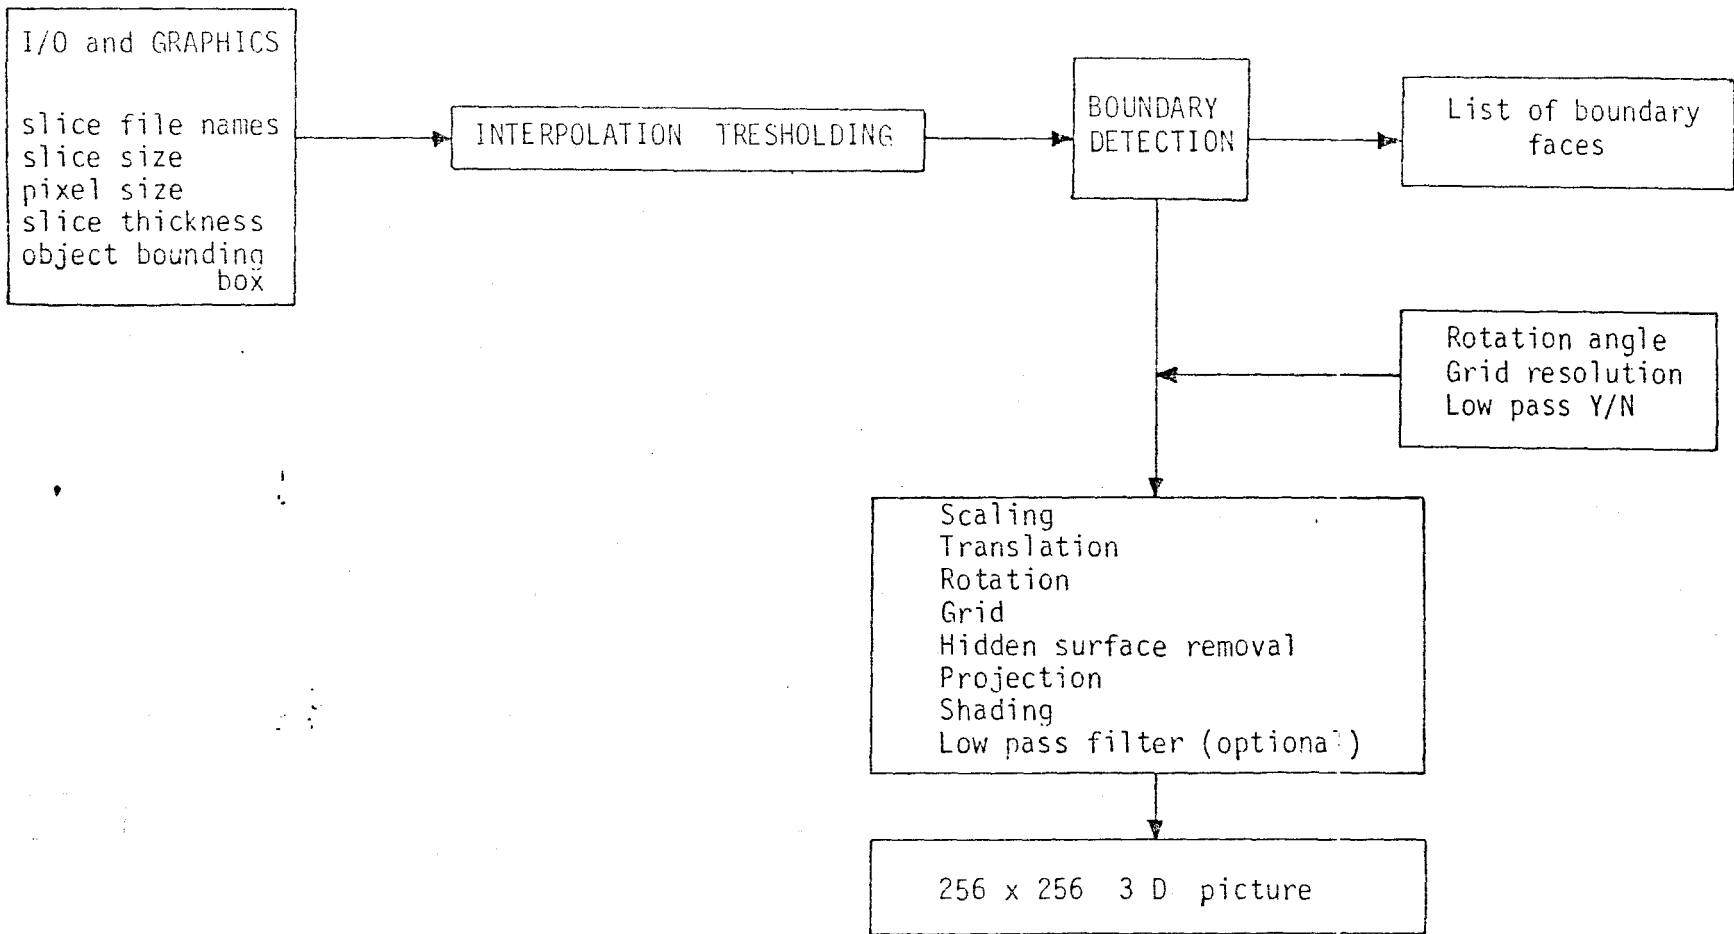 I/O and GRAPHICS
slice file names
slice size
pixel size
slice thickness
object bounding
box
INTERPOLATION TRESHOLDING
BOUNDARY
DETECTION
List of boundary
faces
Rotation angle
Grid resolution
Low pass Y/N
Scaling
Translation
Rotation
Grid
Hidden surface removal
Projection
Shading
Low pass filter (optional)
256 x 256 3 D picture